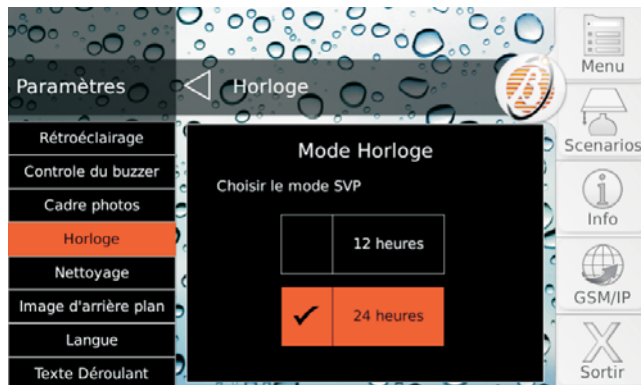 Paramètres
Horloge
Rétroéclairage
Controle du buzzer
Cadre photos
Horloge
Nettoyage
Image d'arrière plan
Langue
Texte Déroulant
Mode Horloge
Choisir le mode SVP
12 heures
24 heures
Menu
Scenarios
Info
GSM/IP
Sortir